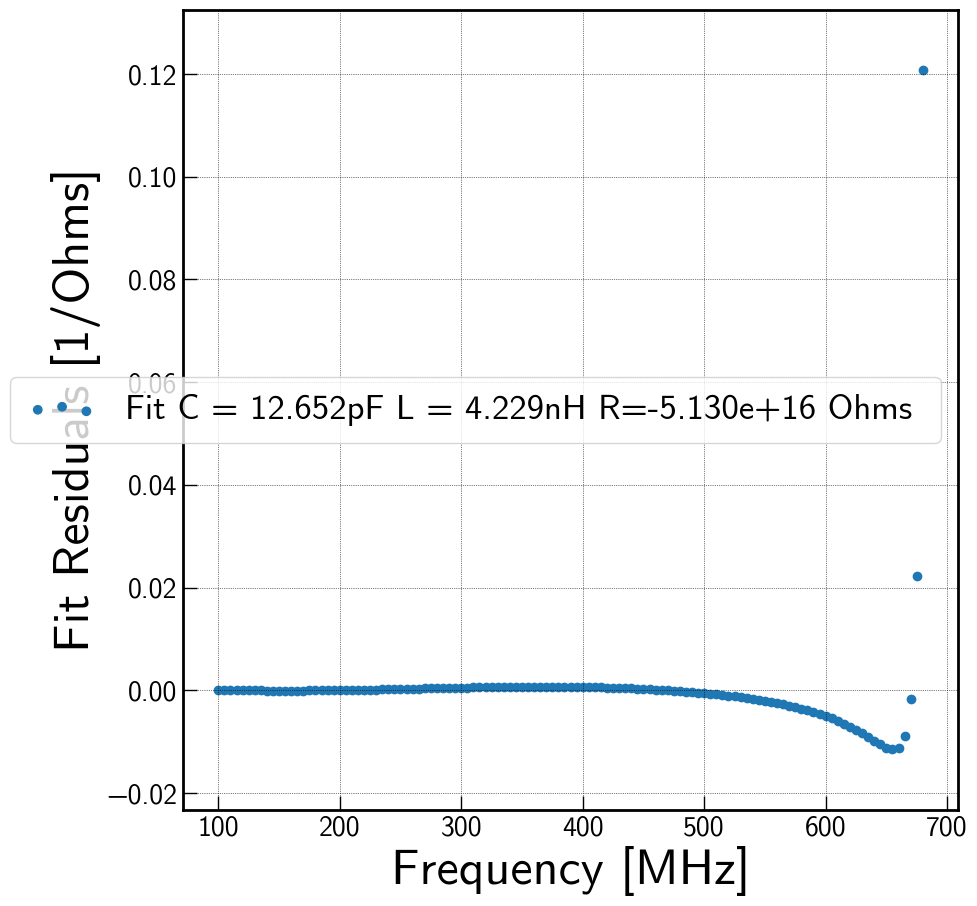 0.12
0.10
0.08
0.06
0.04
0.02
0.00
−0.02
Fit Residuals [1/Ohms]
Fit C = 12.652pF L = 4.229nH R=-5.130e+16 Ohms
100 200 300 400 500 600 700
Frequency [MHz]